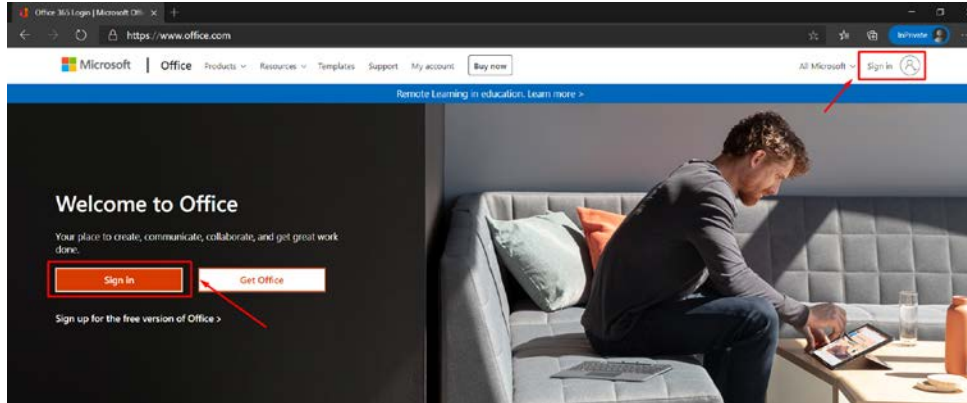 Office 365 Login | Microsoft Offi
https://www.office.com
InPrivate
Microsoft | Office Products Resources Templates Support My account Buy now All Microsoft Sign in
Remote Learning in education. Learn more >
Welcome to Office
Your place to create, communicate, collaborate, and get great work
done.
Sign in Get Office
Sign up for the free version of Office >